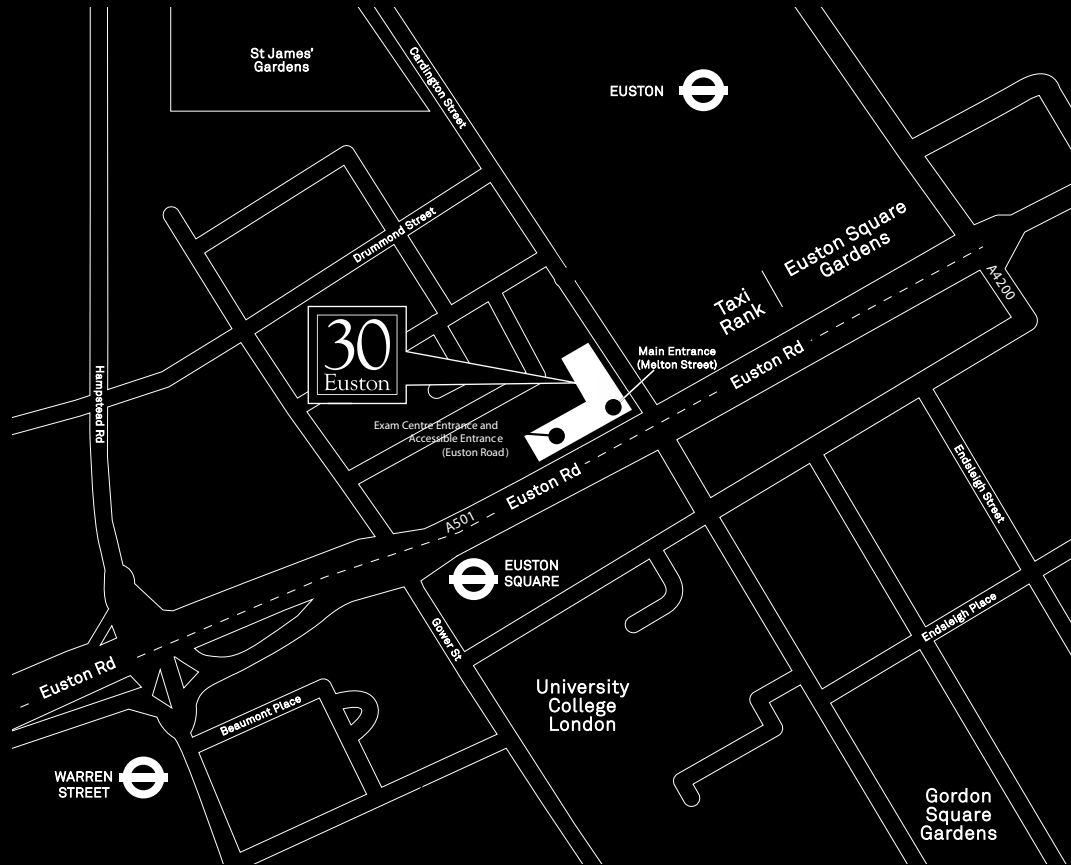 St James'
Gardens
Cardington Street
EUSTON
Drummond Street
Euston Square
Gardens
Taxi
Rank
A4200
30
Euston
Main Entrance
(Melton Street)
Euston Rd
Hampstead Rd
Exam Centre Entrance and
Accessible Entrance
(Euston Road)
Euston Rd
A501
Endsleigh Street
EUSTON
SQUARE
Gower St
Endsleigh Place
Euston Rd
Beaumont Place
University
College
London
WARREN
STREET
Gordon
Square
Gardens